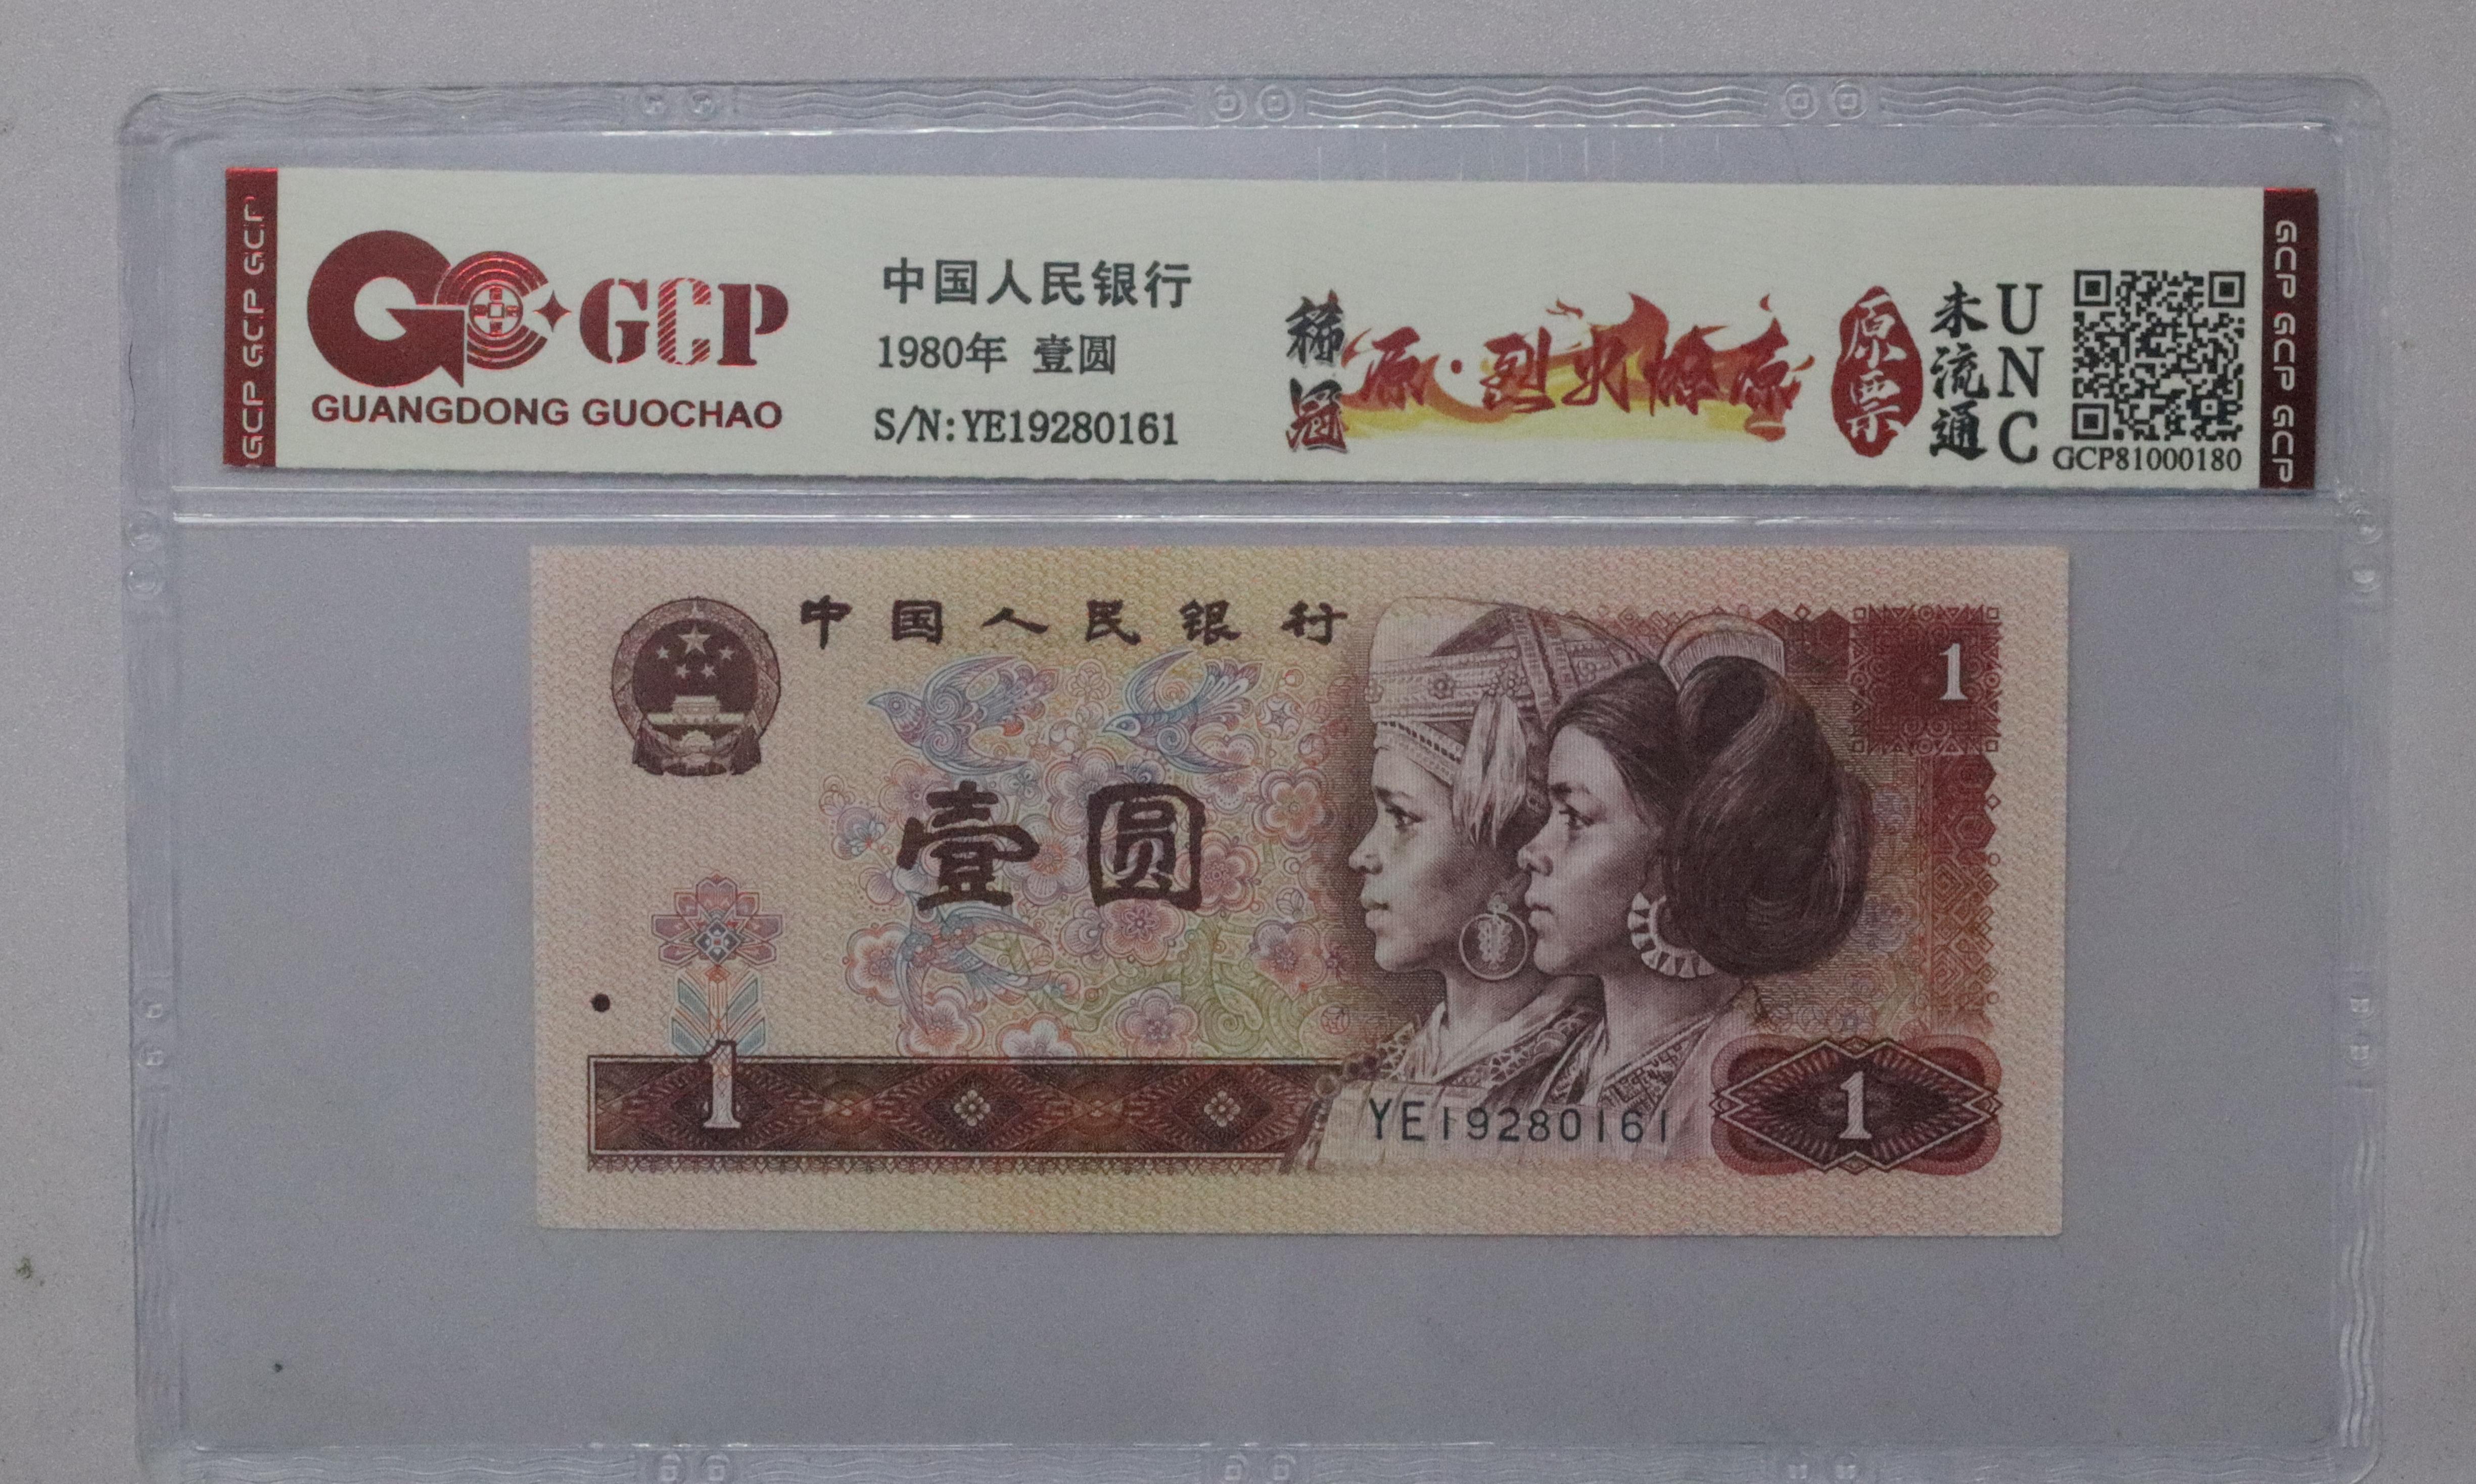 GCP GCP GCP
GCP
GUANGDONG GUOCHAO
中国人民银行
1980年 壹圆
S/N:YE19280161
稀冠
原·烈火燎原
原票
未流通
UNC
GCP81000180
GCP GCP GCP
中国人民银行
1
壹圆
1
YE19280161
1